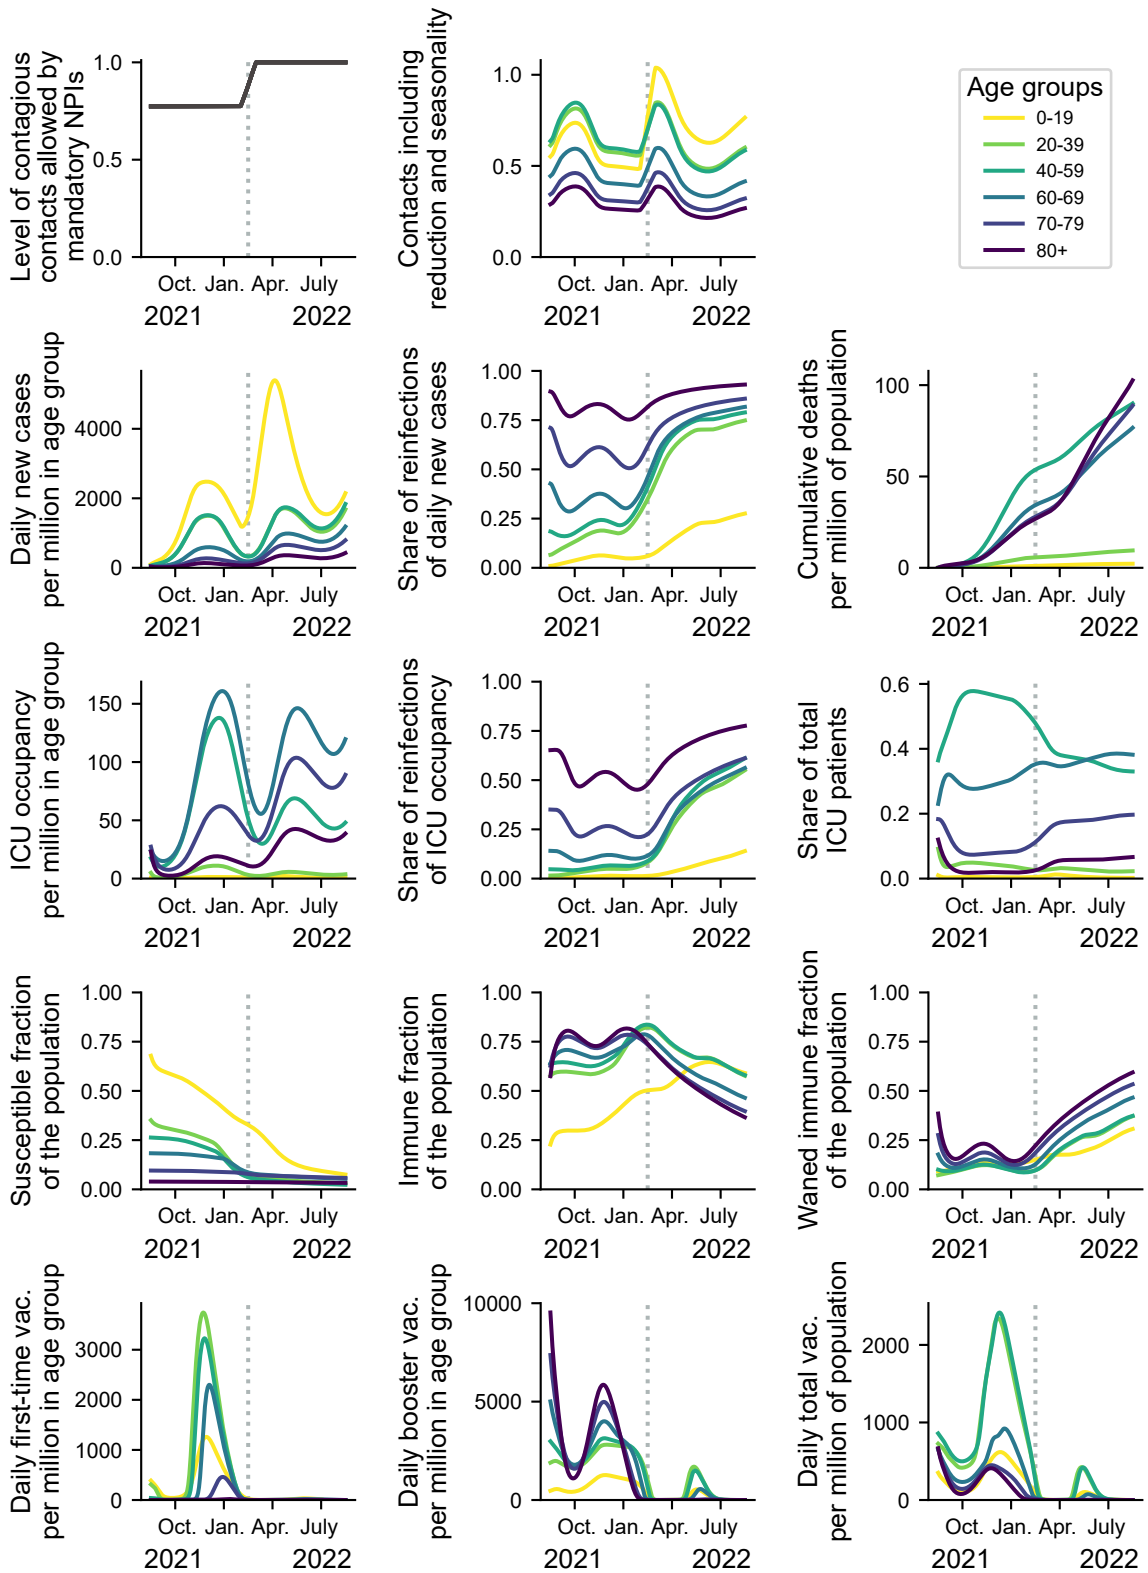 Level of contagious
contacts allowed by
mandatory NPIs
1.0
0.5
0.0
Oct. Jan. Apr. July
2021 2022
Contacts including
reduction and seasonality
1.0
0.5
0.0
Oct. Jan. Apr. July
2021 2022
Age groups
0-19
20-39
40-59
60-69
70-79
80+
Daily new cases
per million in age group
4000
2000
0
Oct. Jan. Apr. July
2021 2022
Share of reinfections
of daily new cases
1.00
0.75
0.50
0.25
0.00
Oct. Jan. Apr. July
2021 2022
Cumulative deaths
per million of population
100
50
0
Oct. Jan. Apr. July
2021 2022
ICU occupancy
per million in age group
150
100
50
0
Oct. Jan. Apr. July
2021 2022
Share of reinfections
of ICU occupancy
1.00
0.75
0.50
0.25
0.00
Oct. Jan. Apr. July
2021 2022
Share of total
ICU patients
0.6
0.4
0.2
0.0
Oct. Jan. Apr. July
2021 2022
Susceptible fraction
of the population
1.00
0.75
0.50
0.25
0.00
Oct. Jan. Apr. July
2021 2022
Immune fraction
of the population
1.00
0.75
0.50
0.25
0.00
Oct. Jan. Apr. July
2021 2022
Waned immune fraction
of the population
1.00
0.75
0.50
0.25
0.00
Oct. Jan. Apr. July
2021 2022
Daily first-time vac.
per million in age group
3000
2000
1000
0
Oct. Jan. Apr. July
2021 2022
Daily booster vac.
per million in age group
10000
5000
0
Oct. Jan. Apr. July
2021 2022
Daily total vac.
per million of population
2000
1000
0
Oct. Jan. Apr. July
2021 2022